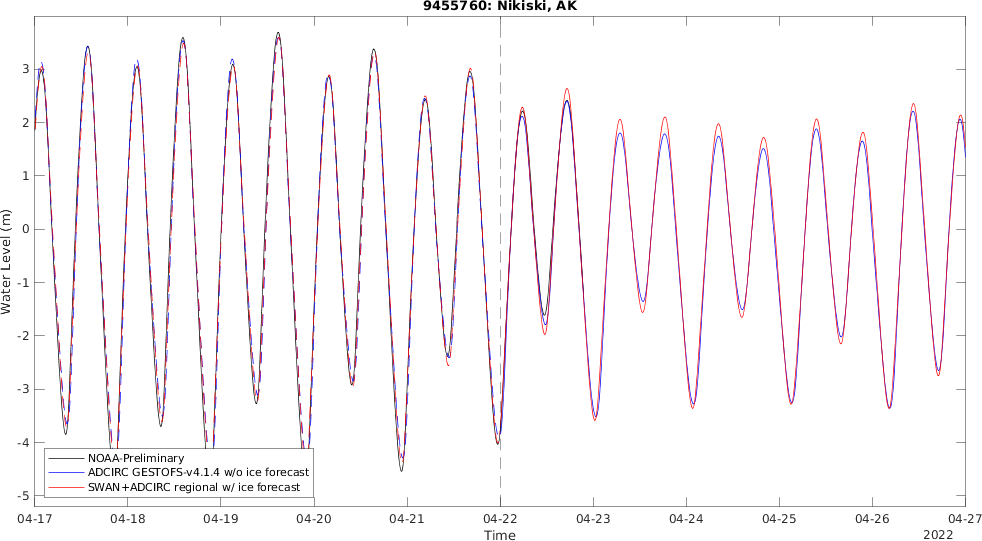 9455760: Nikiski, AK
Water Level (m)
3
2
1
0
-1
-2
-3
-4
-5
NOAA-Preliminary
ADCIRC GESTOFS-v4.1.4 w/o ice forecast
SWAN+ADCIRC regional w/ ice forecast
04-17 04-18 04-19 04-20 04-21 04-22 04-23 04-24 04-25 04-26 04-27
Time
2022